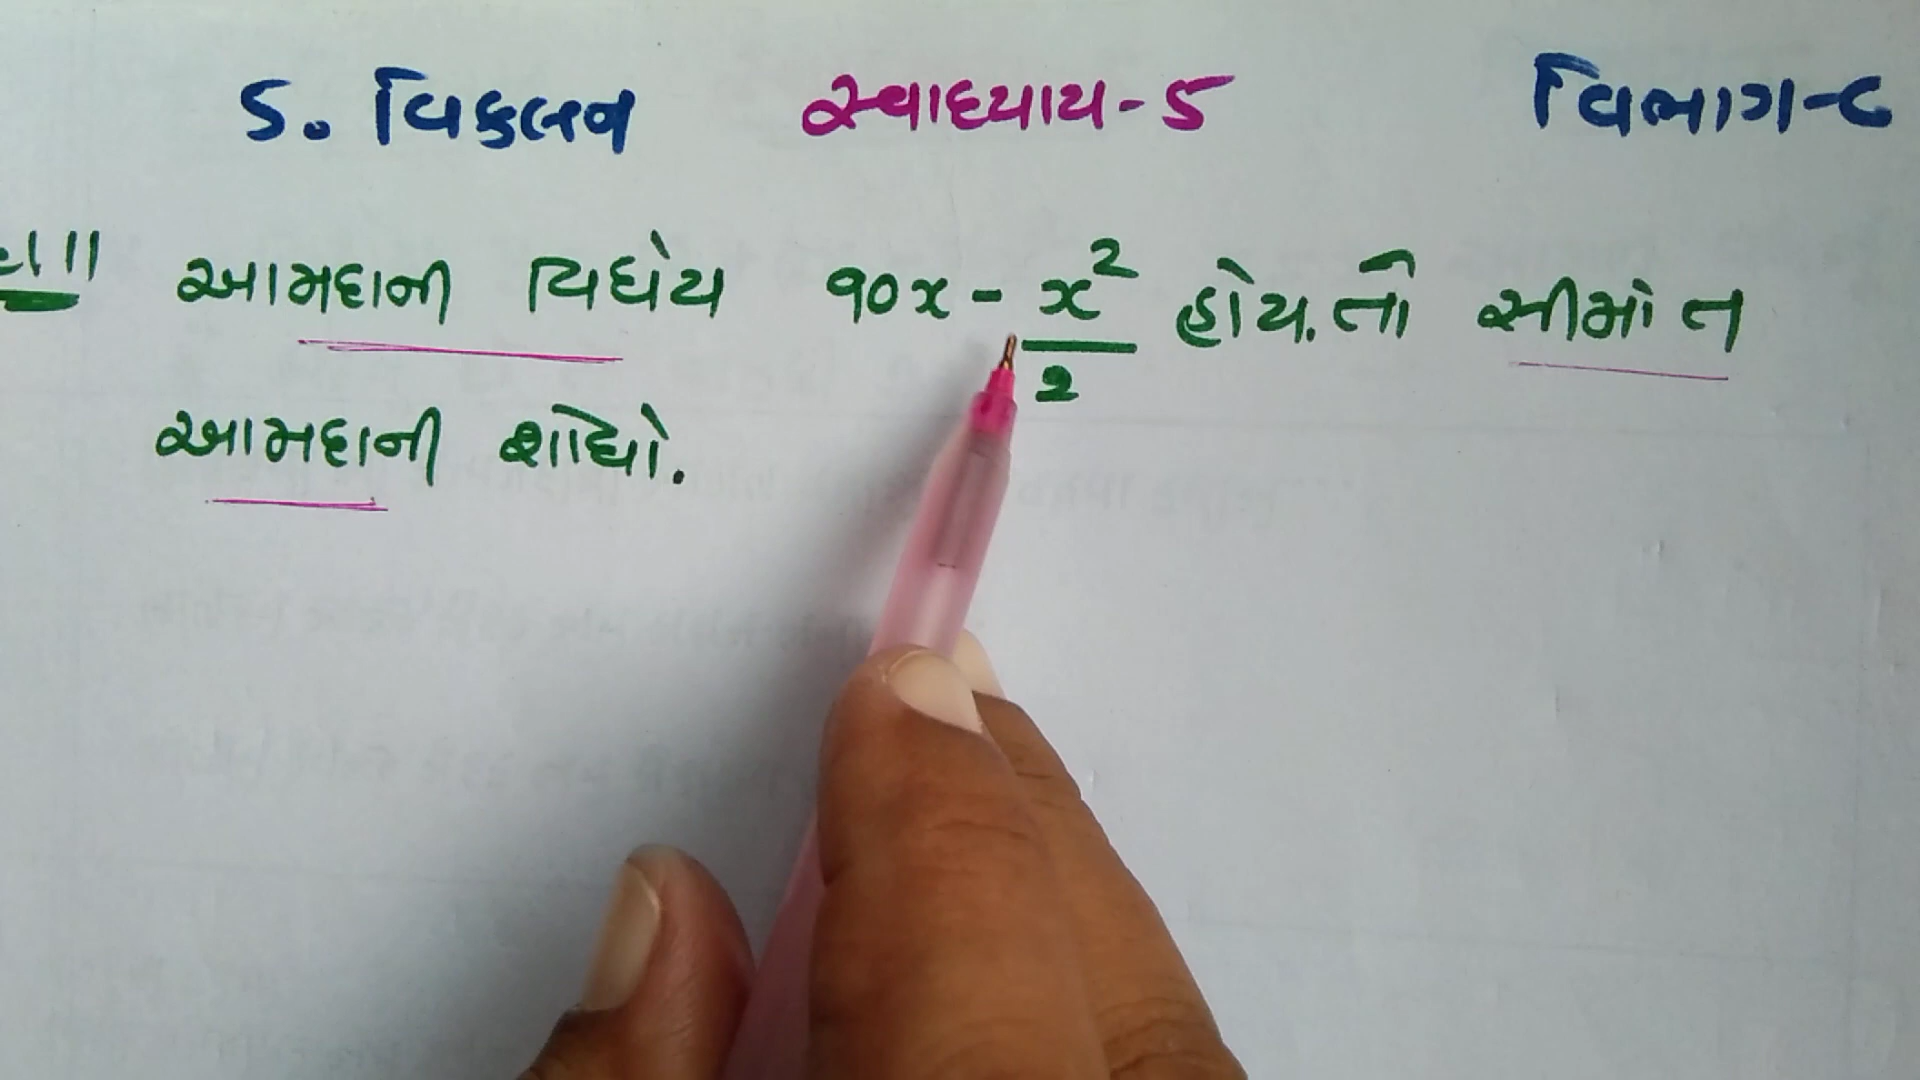 5. વિકલન સ્વાધ્યાય-5 વિભાગ-C
આમદાની વિધેય 90x - x²/2 હોય. તો સીમાંત
આમદાની શોધો.